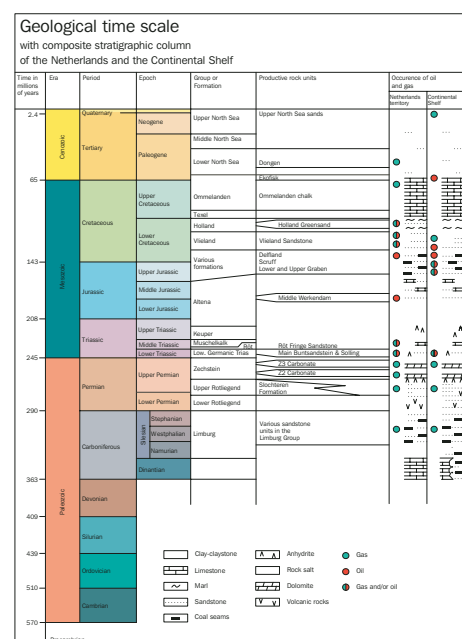 Geological time scale
with composite stratigraphic column
of the Netherlands and the Continental Shelf
Time in millions of years
Era
Period
Epoch
Group or Formation
Productive rock units
Occurence of oil and gas
Netherlands territory
Continental Shelf
2.4
65
143
208
245
290
363
409
439
510
570
Cenozoic
Mesozoic
Paleozoic
Quaternary
Tertiary
Cretaceous
Jurassic
Triassic
Permian
Carboniferous
Devonian
Silurian
Ordovician
Cambrian
Neogene
Paleogene
Upper Cretaceous
Lower Cretaceous
Upper Jurassic
Middle Jurassic
Lower Jurassic
Upper Triassic
Middle Triassic
Lower Triassic
Upper Permian
Lower Permian
Silesian
Stephanian
Westphalian
Namurian
Dinantian
Upper North Sea
Middle North Sea
Lower North Sea
Ommelanden
Texel
Holland
Vlieland
Various formations
Altena
Keuper
Muschelkalk
Röt
Low. Germanic Trias
Zechstein
Upper Rotliegend
Lower Rotliegend
Limburg
Upper North Sea sands
Dongen
Ekofisk
Ommelanden chalk
Holland Greensand
Vlieland Sandstone
Delfland
Scruff
Lower and Upper Graben
Middle Werkendam
Röt Fringe Sandstone
Main Buntsandstein & Solling
Z3 Carbonate
Z2 Carbonate
Slochteren
Formation
Various sandstone
units in the
Limburg Group
Clay-claystone
Limestone
Marl
Sandstone
Coal seams
Anhydrite
Rock salt
Dolomite
Volcanic rocks
Gas
Oil
Gas and/or oil